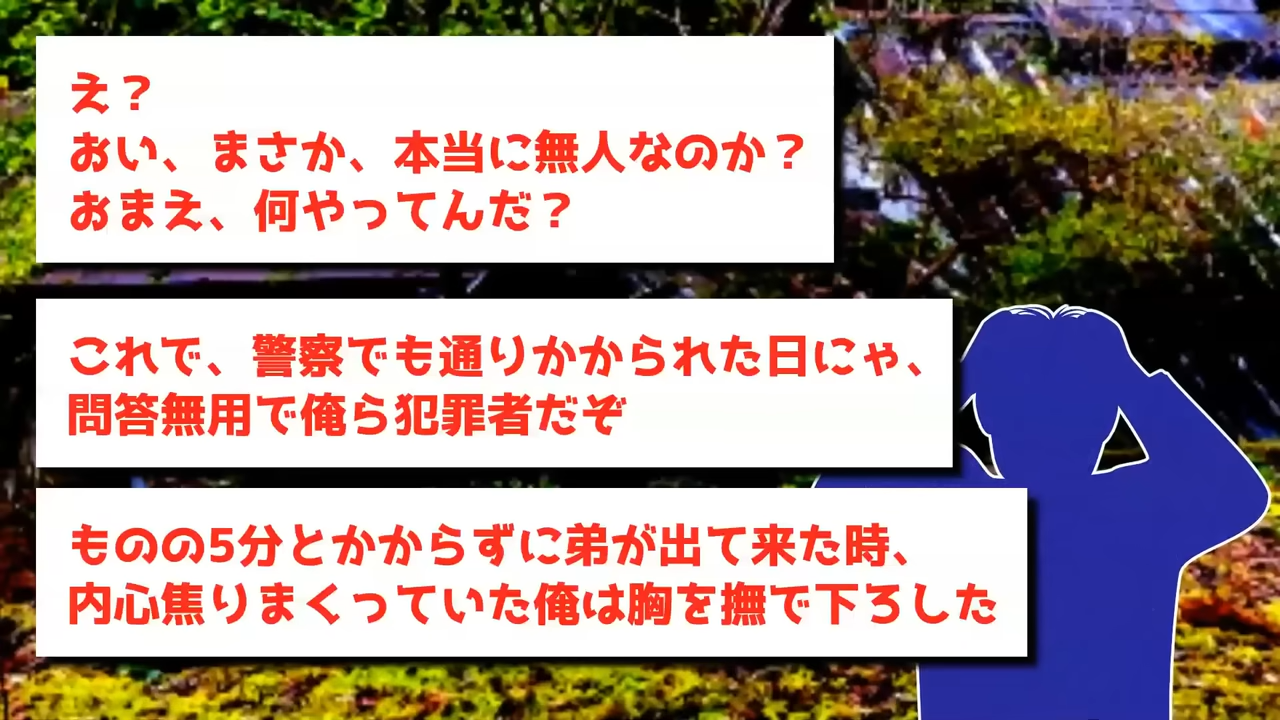 え？
おい、まさか、本当に無人なのか？
おまえ、何やってんだ？
これで、警察でも通りかかられた日にゃ、
問答無用で俺ら犯罪者だぞ
ものの5分とかからずに弟が出て来た時、
内心焦りまくっていた俺は胸を撫で下ろした